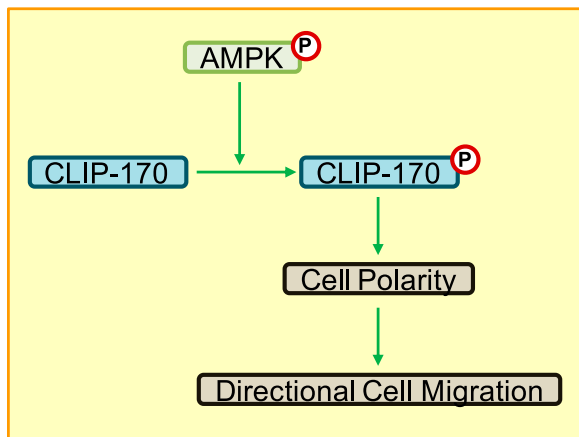 AMPK P
CLIP-170 CLIP-170 P
Cell Polarity
Directional Cell Migration